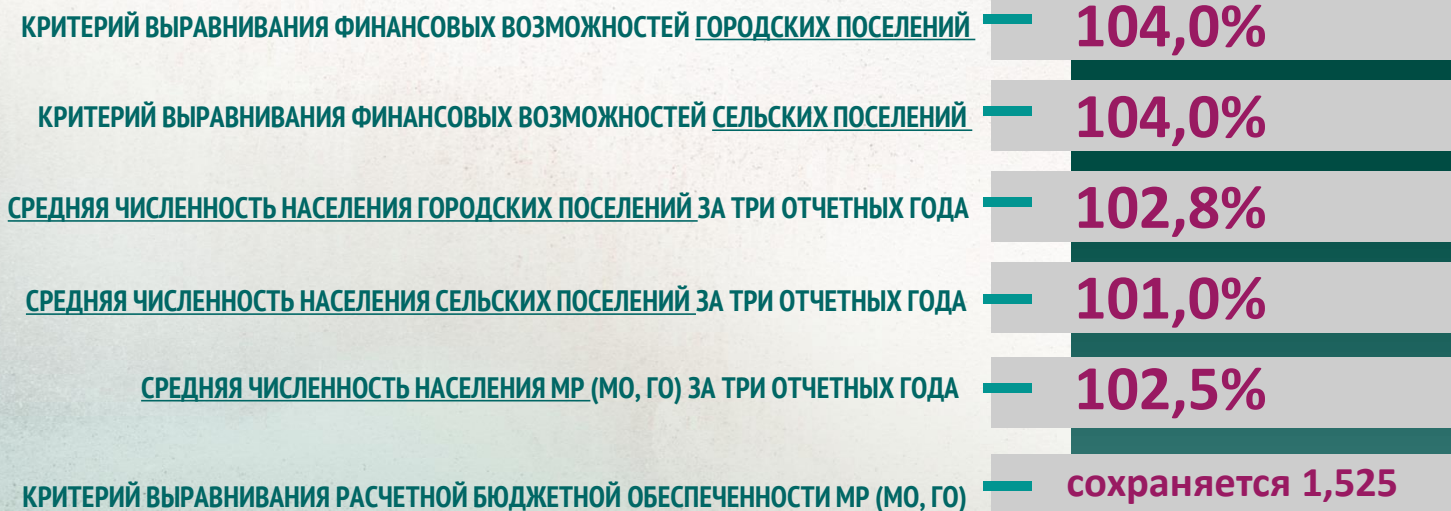 КРИТЕРИЙ ВЫРАВНИВАНИЯ ФИНАНСОВЫХ ВОЗМОЖНОСТЕЙ ГОРОДСКИХ ПОСЕЛЕНИЙ 104,0%
КРИТЕРИЙ ВЫРАВНИВАНИЯ ФИНАНСОВЫХ ВОЗМОЖНОСТЕЙ СЕЛЬСКИХ ПОСЕЛЕНИЙ 104,0%
СРЕДНЯЯ ЧИСЛЕННОСТЬ НАСЕЛЕНИЯ ГОРОДСКИХ ПОСЕЛЕНИЙ ЗА ТРИ ОТЧЕТНЫХ ГОДА 102,8%
СРЕДНЯЯ ЧИСЛЕННОСТЬ НАСЕЛЕНИЯ СЕЛЬСКИХ ПОСЕЛЕНИЙ ЗА ТРИ ОТЧЕТНЫХ ГОДА 101,0%
СРЕДНЯЯ ЧИСЛЕННОСТЬ НАСЕЛЕНИЯ МР (МО, ГО) ЗА ТРИ ОТЧЕТНЫХ ГОДА 102,5%
КРИТЕРИЙ ВЫРАВНИВАНИЯ РАСЧЕТНОЙ БЮДЖЕТНОЙ ОБЕСПЕЧЕННОСТИ МР (МО, ГО) сохраняется 1,525